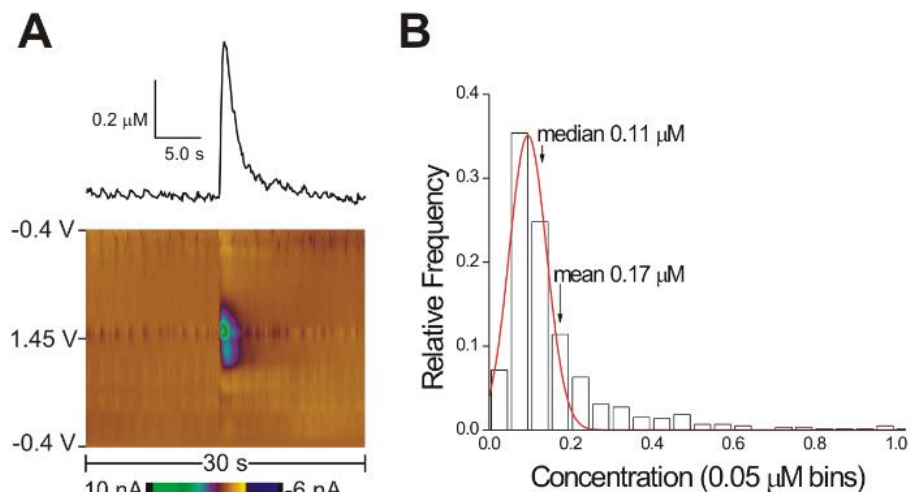 A
0.2 µM
5.0 s
-0.4 V
1.45 V
-0.4 V
30 s
10 nA
-6 nA
B
0.4
0.3
0.2
0.1
0.0
Relative Frequency
median 0.11 µM
mean 0.17 µM
0.0 0.2 0.4 0.6 0.8 1.0
Concentration (0.05 µM bins)